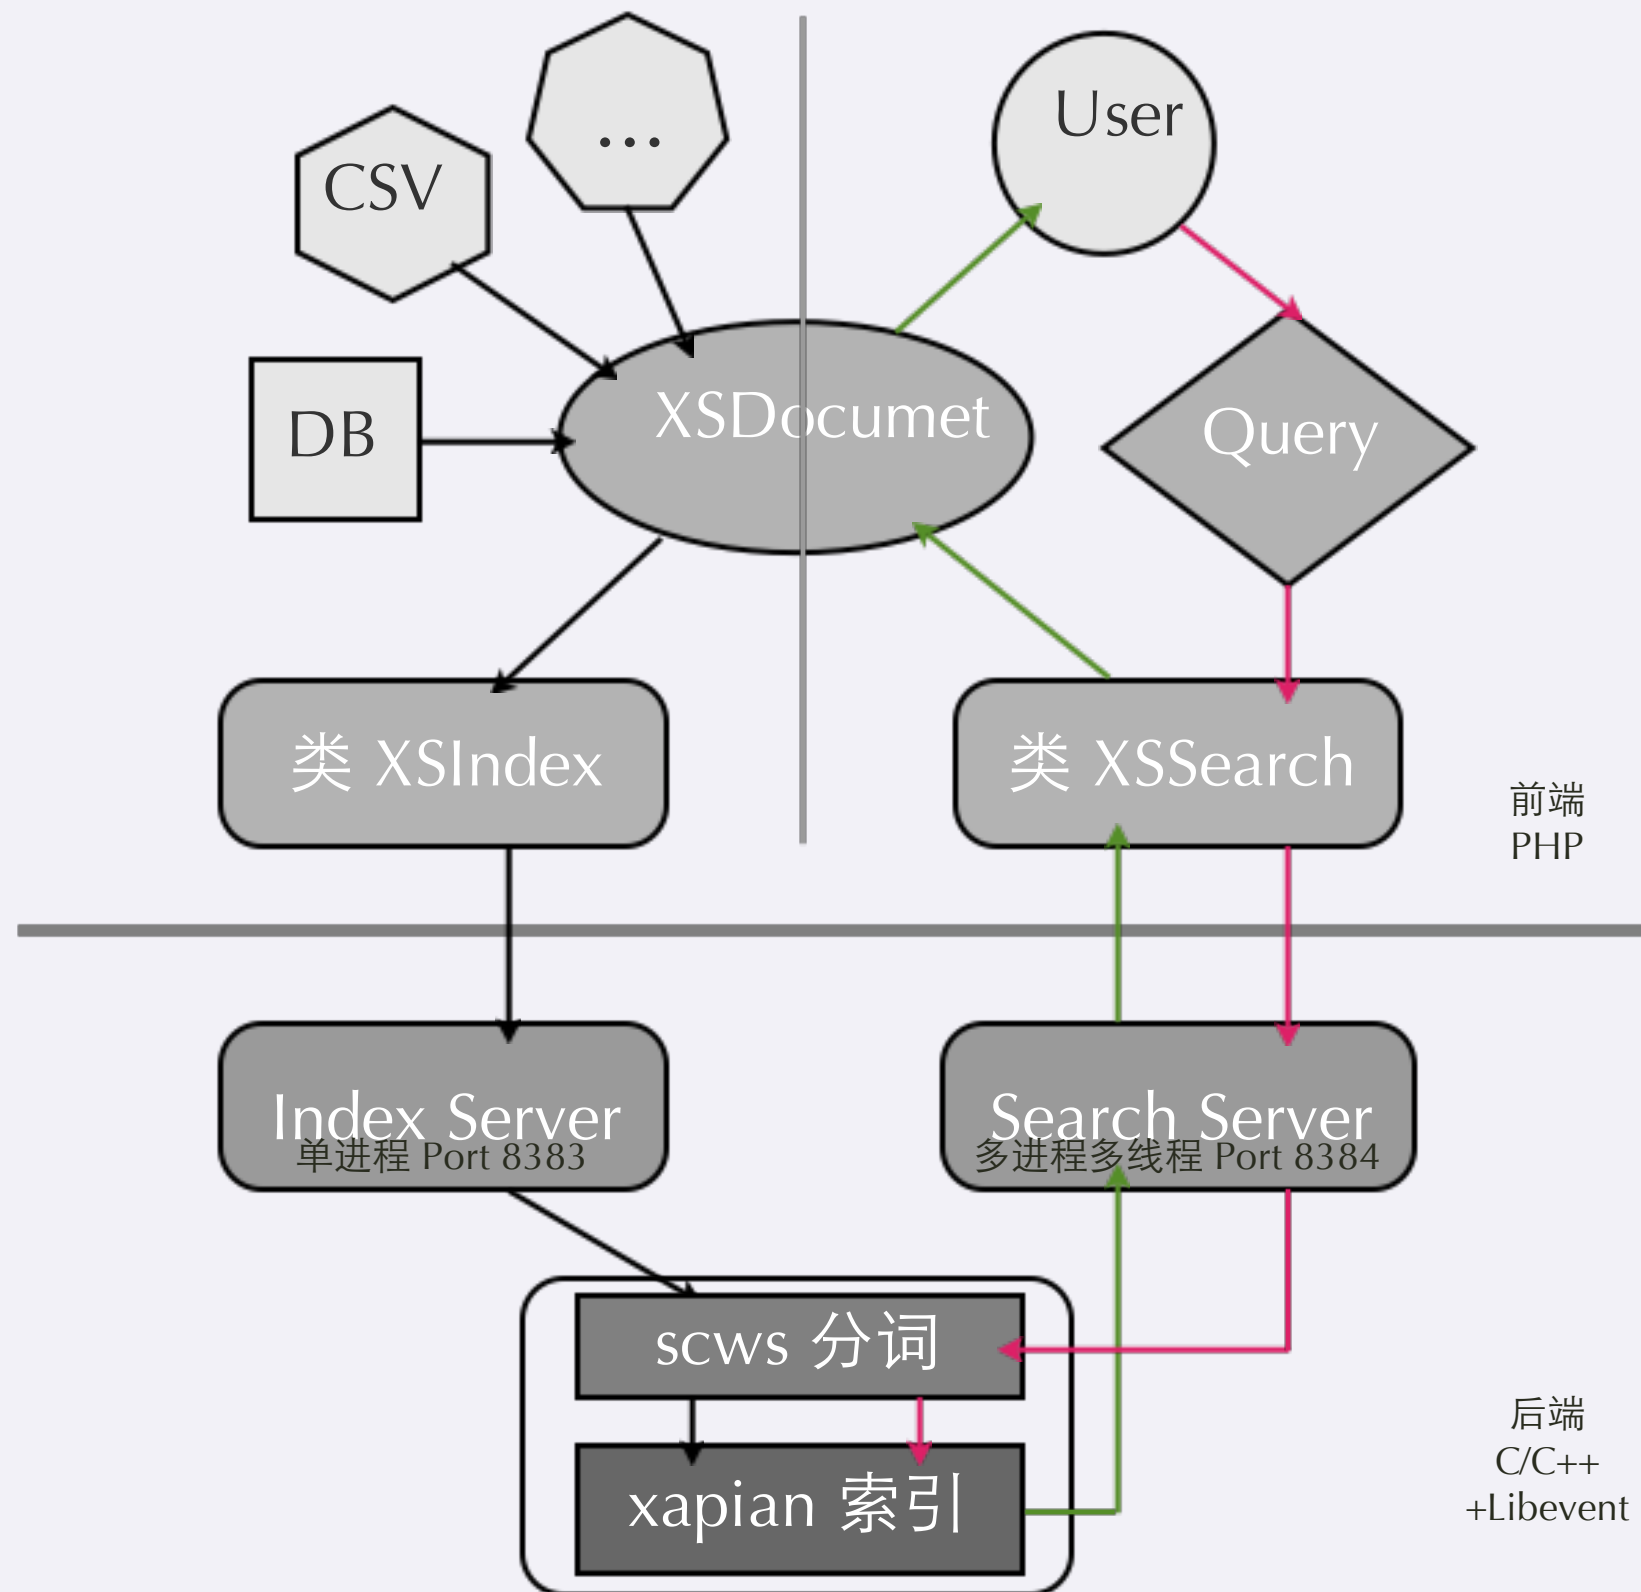 ...
User
CSV
XSDocumet
DB
Query
类 XSIndex
类 XSSearch
前端
PHP
Index Server
单进程 Port 8383
Search Server
多进程多线程 Port 8384
scws 分词
xapian 索引
后端
C/C++
+Libevent